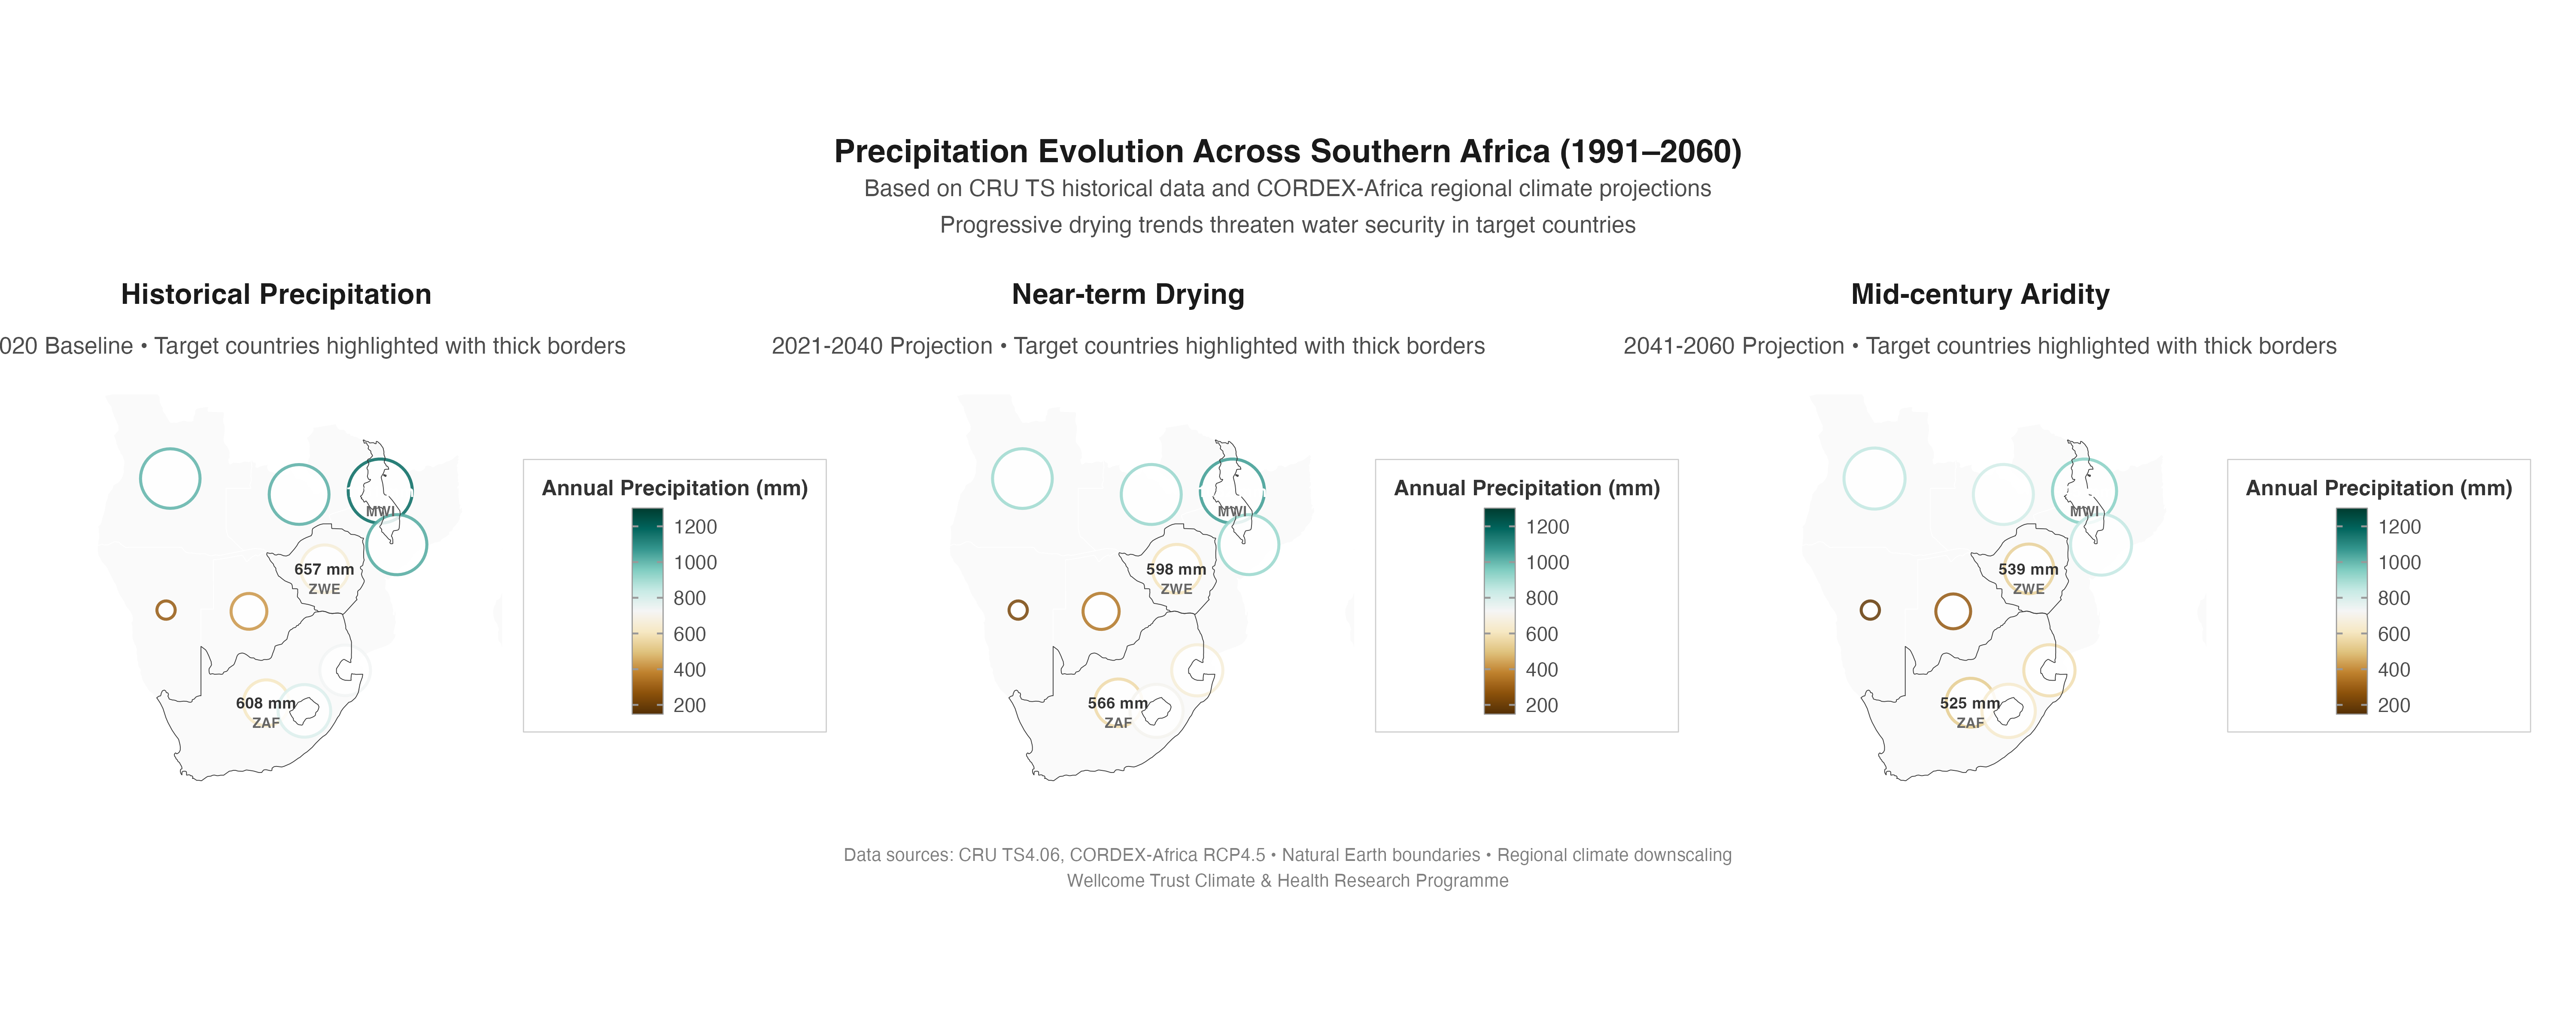 Precipitation Evolution Across Southern Africa (1991–2060)
Based on CRU TS historical data and CORDEX-Africa regional climate projections
Progressive drying trends threaten water security in target countries
Historical Precipitation
020 Baseline • Target countries highlighted with thick borders
MWI
657 mm
ZWE
608 mm
ZAF
Annual Precipitation (mm)
1200
1000
800
600
400
200
Near-term Drying
2021-2040 Projection • Target countries highlighted with thick borders
MWI
598 mm
ZWE
566 mm
ZAF
Annual Precipitation (mm)
1200
1000
800
600
400
200
Mid-century Aridity
2041-2060 Projection • Target countries highlighted with thick borders
MWI
539 mm
ZWE
525 mm
ZAF
Annual Precipitation (mm)
1200
1000
800
600
400
200
Data sources: CRU TS4.06, CORDEX-Africa RCP4.5 • Natural Earth boundaries • Regional climate downscaling
Wellcome Trust Climate & Health Research Programme